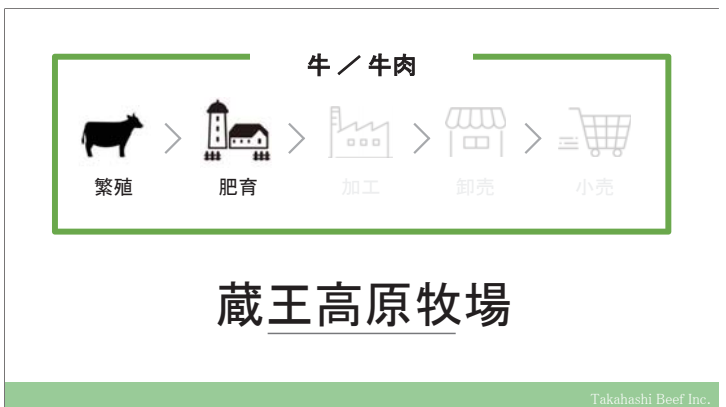 牛／牛肉
繁殖
肥育
加工
卸売
小売
蔵王高原牧場
Takahashi Beef Inc.